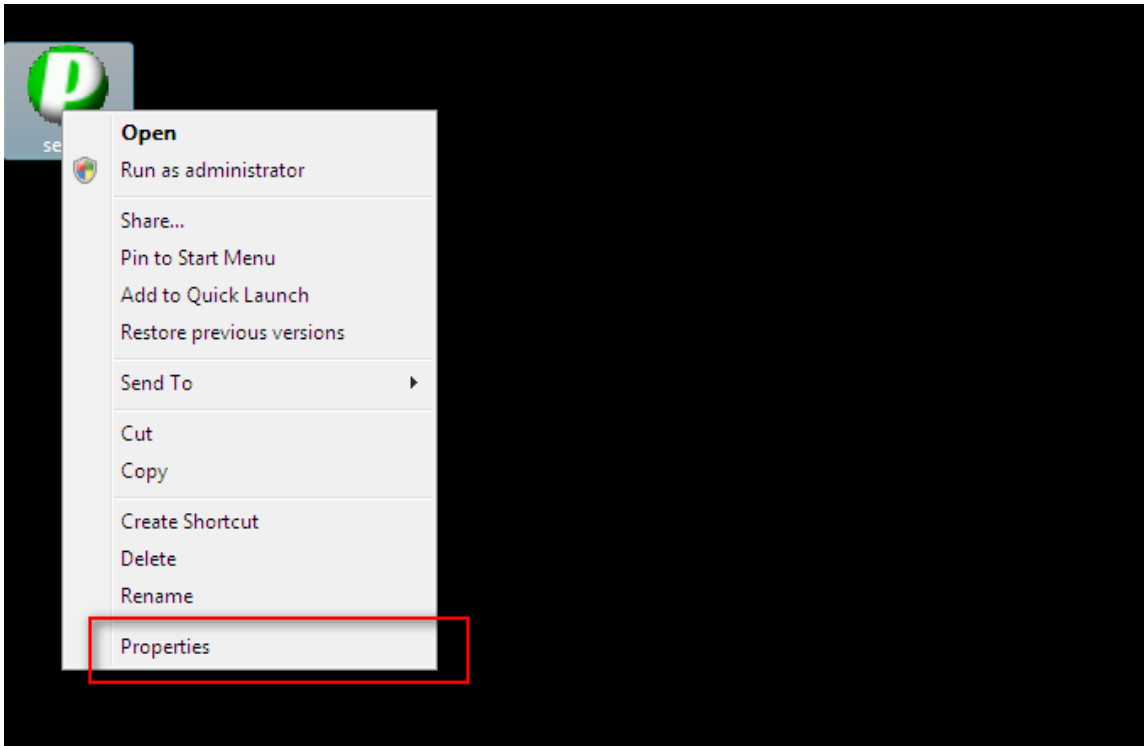 P
se
Open
Run as administrator
Share...
Pin to Start Menu
Add to Quick Launch
Restore previous versions
Send To
Cut
Copy
Create Shortcut
Delete
Rename
Properties